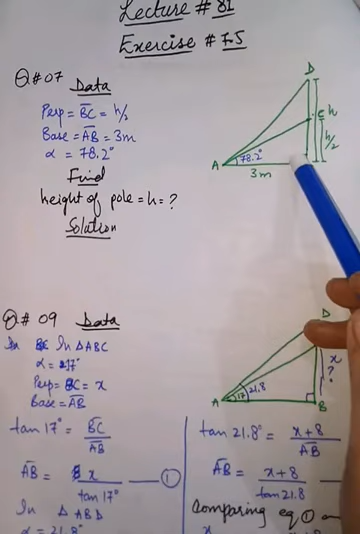 Lecture # 81
Exercise # 7.5
Q.# 07 Data
Perp = BC = h/2
Base = AB = 3m
α = 78.2°
Find
height of pole = h = ?
Solution
D
C
h
h/2
78.2°
A
3m
Q.# 09 Data
In In ΔABC
α = 17°
Perp = BC = x
Base = AB
tan 17° = BC / AB
AB = x / tan 17° — ①
In Δ ABD
α = 21.8°
D
x
?
21.8
17
A
B
tan 21.8° = x+8 / AB
AB = x+8 / tan 21.8
Comparing eq ①
x